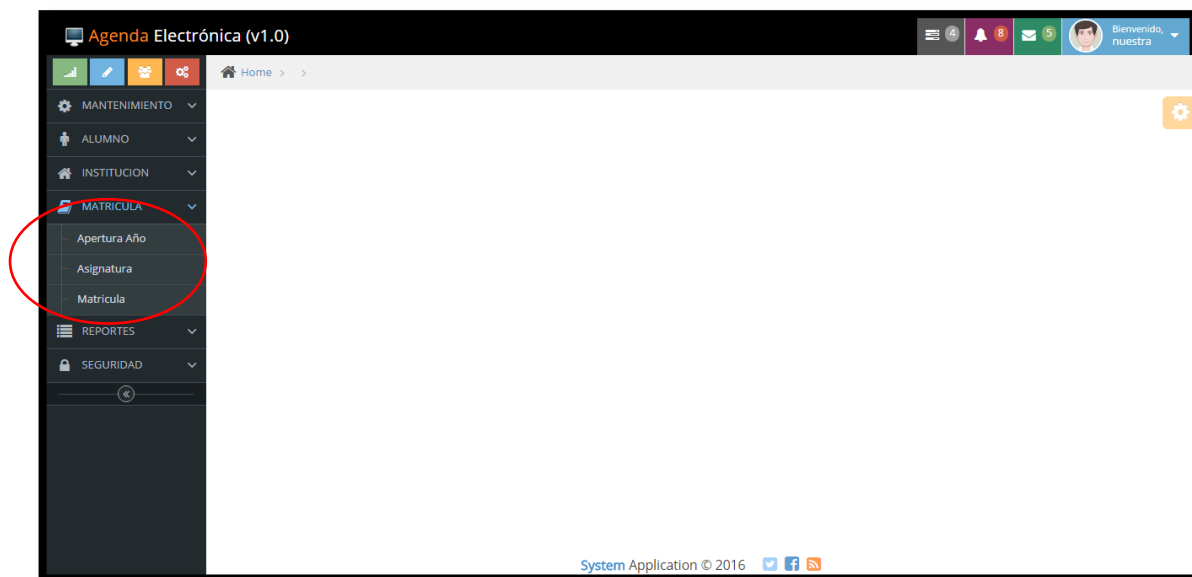 Agenda Electrónica (v1.0)
4
8
5
Bienvenido,
nuestra
Home > >
MANTENIMIENTO
ALUMNO
INSTITUCION
MATRICULA
Apertura Año
Asignatura
Matricula
REPORTES
SEGURIDAD
System Application © 2016